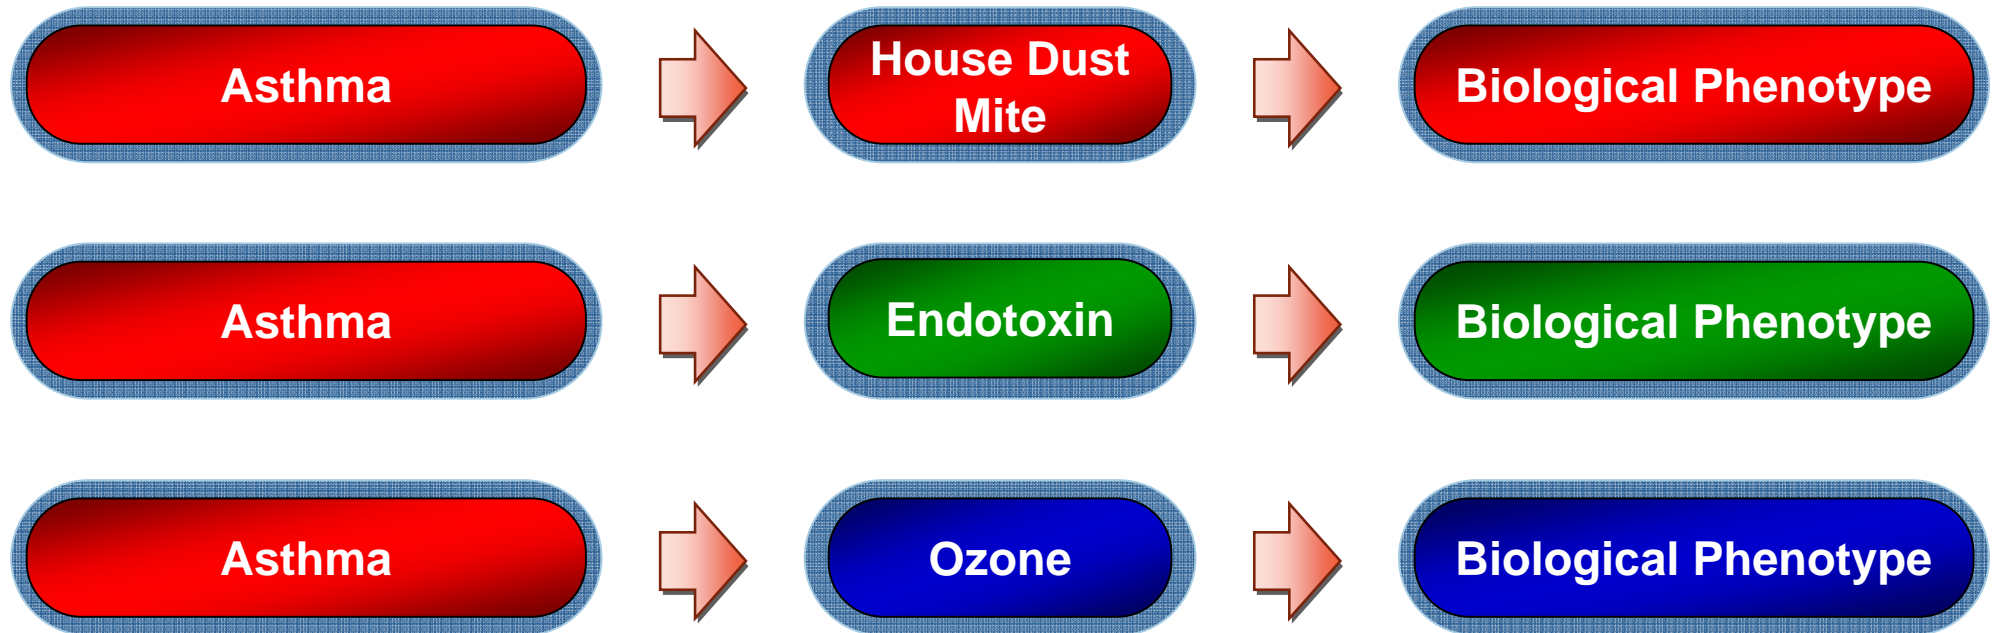 Asthma
House Dust
Mite
Biological Phenotype
Asthma
Endotoxin
Biological Phenotype
Asthma
Ozone
Biological Phenotype